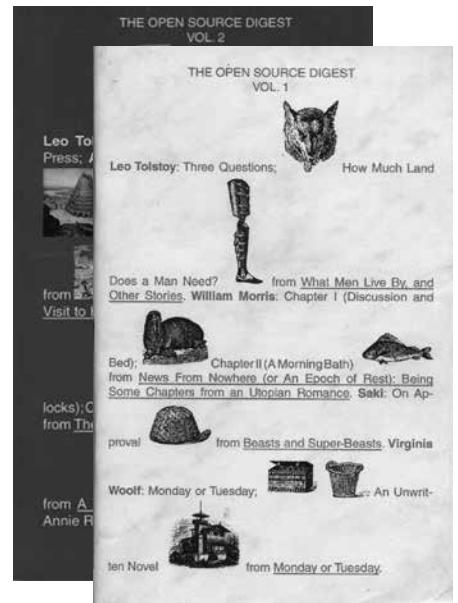 THE OPEN SOURCE DIGEST
VOL. 2
Leo Tol
Press; A
from
Visit to
locks); C
from The
from A
Annie R
THE OPEN SOURCE DIGEST
VOL. 1
Leo Tolstoy: Three Questions; How Much Land
Does a Man Need? from What Men Live By, and
Other Stories. William Morris: Chapter I (Discussion and
Bed); Chapter II (A Morning Bath)
from News From Nowhere (or An Epoch of Rest): Being
Some Chapters from an Utopian Romance. Saki: On Ap-
proval from Beasts and Super-Beasts. Virginia
Woolf: Monday or Tuesday; An Unwrit-
ten Novel from Monday or Tuesday.